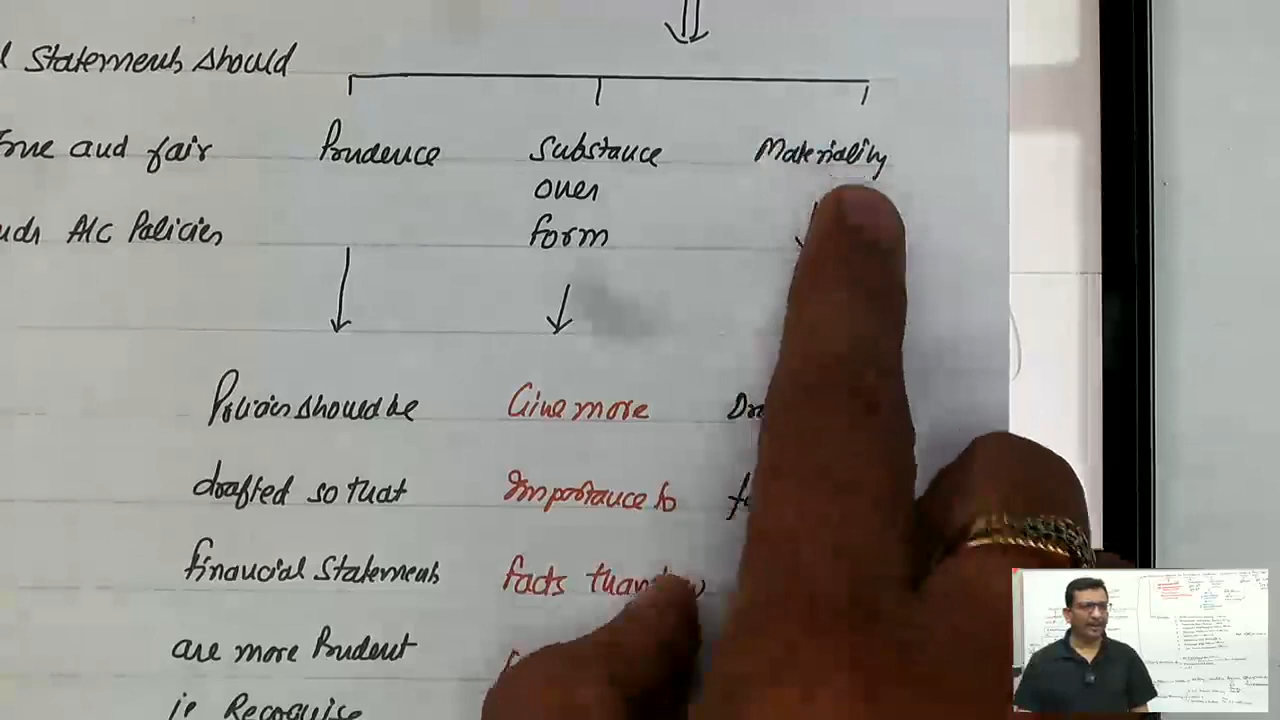 Statements should
True and fair
A/c Policies
Prudence
Substance
over
form
Materiality
Policies should be
drafted so that
financial Statements
are more Prudent
i.e Recognise
Give more
Importance to
facts than